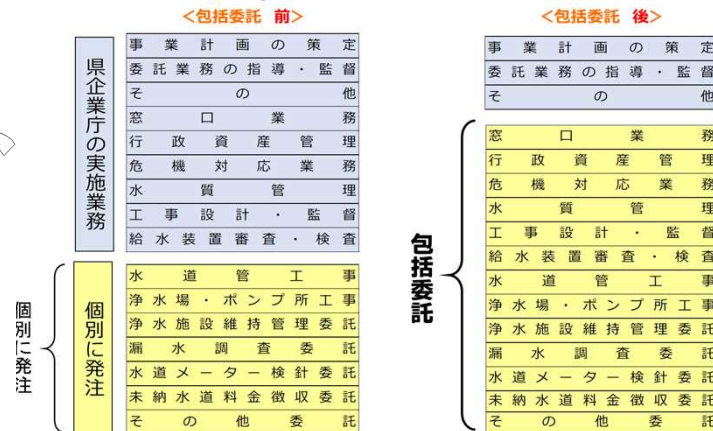 <包括委託 前>
県企業庁の実施業務
事業計画の策定
委託業務の指導・監督
その他
窓口業務
行政資産管理
危機対応業務
水質管理
工事設計・監督
給水装置審査・検査
個別に発注
個別に発注
水道管工事
浄水場・ポンプ所工事
浄水施設維持管理委託
漏水調査委託
水道メーター検針委託
未納水道料金徴収委託
その他委託
<包括委託 後>
事業計画の策定
委託業務の指導・監督
その他
包括委託
窓口業務
行政資産管理
危機対応業務
水質管理
工事設計・監督
給水装置審査・検査
水道管工事
浄水場・ポンプ所工事
浄水施設維持管理委託
漏水調査委託
水道メーター検針委託
未納水道料金徴収委託
その他委託